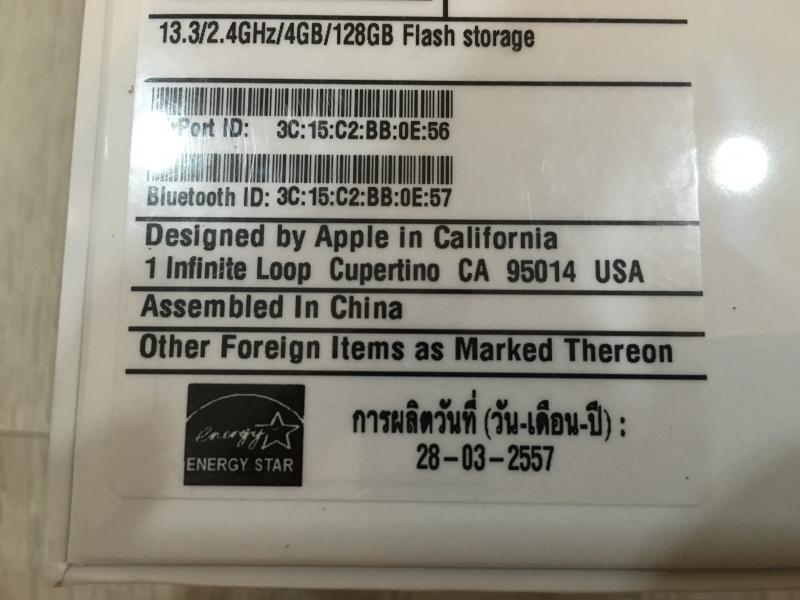 13.3/2.4GHz/4GB/128GB Flash storage
Port ID: 3C:15:C2:BB:0E:56
Bluetooth ID: 3C:15:C2:BB:0E:57
Designed by Apple in California
1 Infinite Loop Cupertino CA 95014 USA
Assembled In China
Other Foreign Items as Marked Thereon
energy
ENERGY STAR
การผลิตวันที่ (วัน-เดือน-ปี) :
28-03-2557